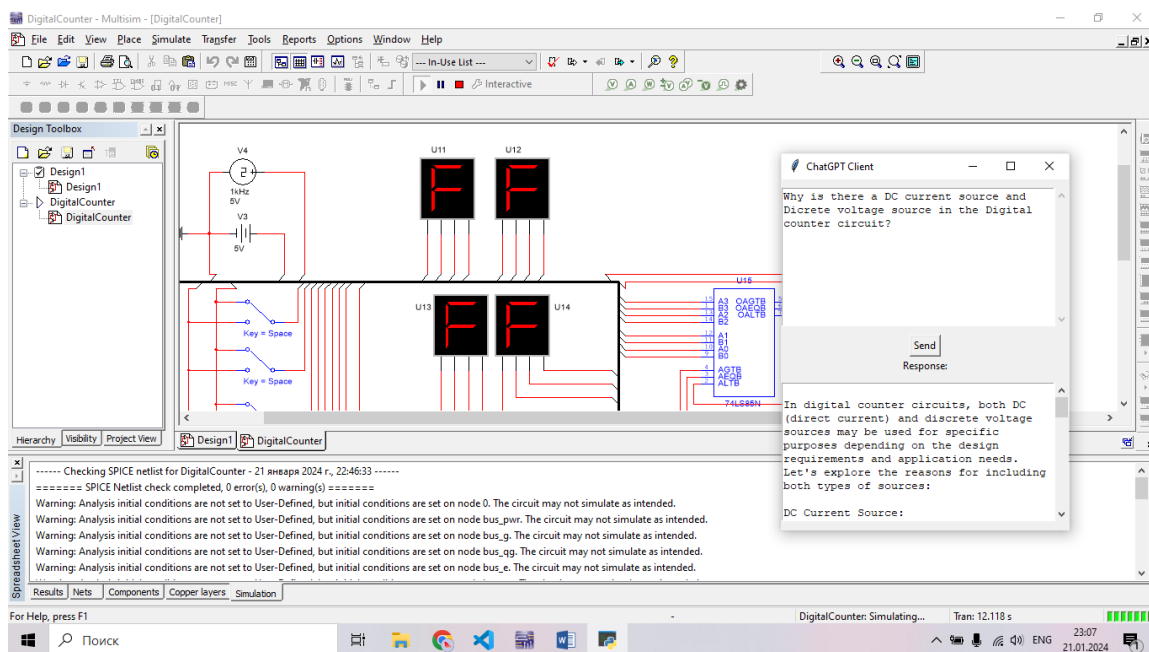 DigitalCounter - Multisim - [DigitalCounter]
File Edit View Place Simulate Transfer Tools Reports Options Window Help
--- In-Use List ---
Interactive
Design Toolbox
Design1
Design1
DigitalCounter
DigitalCounter
Hierarchy Visibility Project View
V4
1kHz
5V
V3
5V
U11
U12
F F
U13
U14
F F
Key = Space
Key = Space
U15
15 A3 OAGTB
B3 OAEQB
A2 OALTB
14 B2
12 A1
11 B1
10 A0
9 B0
4 AGTB
3 AEQB
2 ALTB
74LS85N
Design1 DigitalCounter
ChatGPT Client
Why is there a DC current source and
Dicrete voltage source in the Digital
counter circuit?
Send
Response:
In digital counter circuits, both DC
(direct current) and discrete voltage
sources may be used for specific
purposes depending on the design
requirements and application needs.
Let's explore the reasons for including
both types of sources:
DC Current Source:
Spreadsheet View
------ Checking SPICE netlist for DigitalCounter - 21 января 2024 г., 22:46:33 ------
======= SPICE Netlist check completed, 0 error(s), 0 warning(s) =======
Warning: Analysis initial conditions are not set to User-Defined, but initial conditions are set on node 0. The circuit may not simulate as intended.
Warning: Analysis initial conditions are not set to User-Defined, but initial conditions are set on node bus_pwr. The circuit may not simulate as intended.
Warning: Analysis initial conditions are not set to User-Defined, but initial conditions are set on node bus_g. The circuit may not simulate as intended.
Warning: Analysis initial conditions are not set to User-Defined, but initial conditions are set on node bus_qg. The circuit may not simulate as intended.
Warning: Analysis initial conditions are not set to User-Defined, but initial conditions are set on node bus_e. The circuit may not simulate as intended.
Results Nets Components Copper layers Simulation
For Help, press F1
-
DigitalCounter: Simulating...
Tran: 12.118 s
Поиск
ENG
23:07
21.01.2024